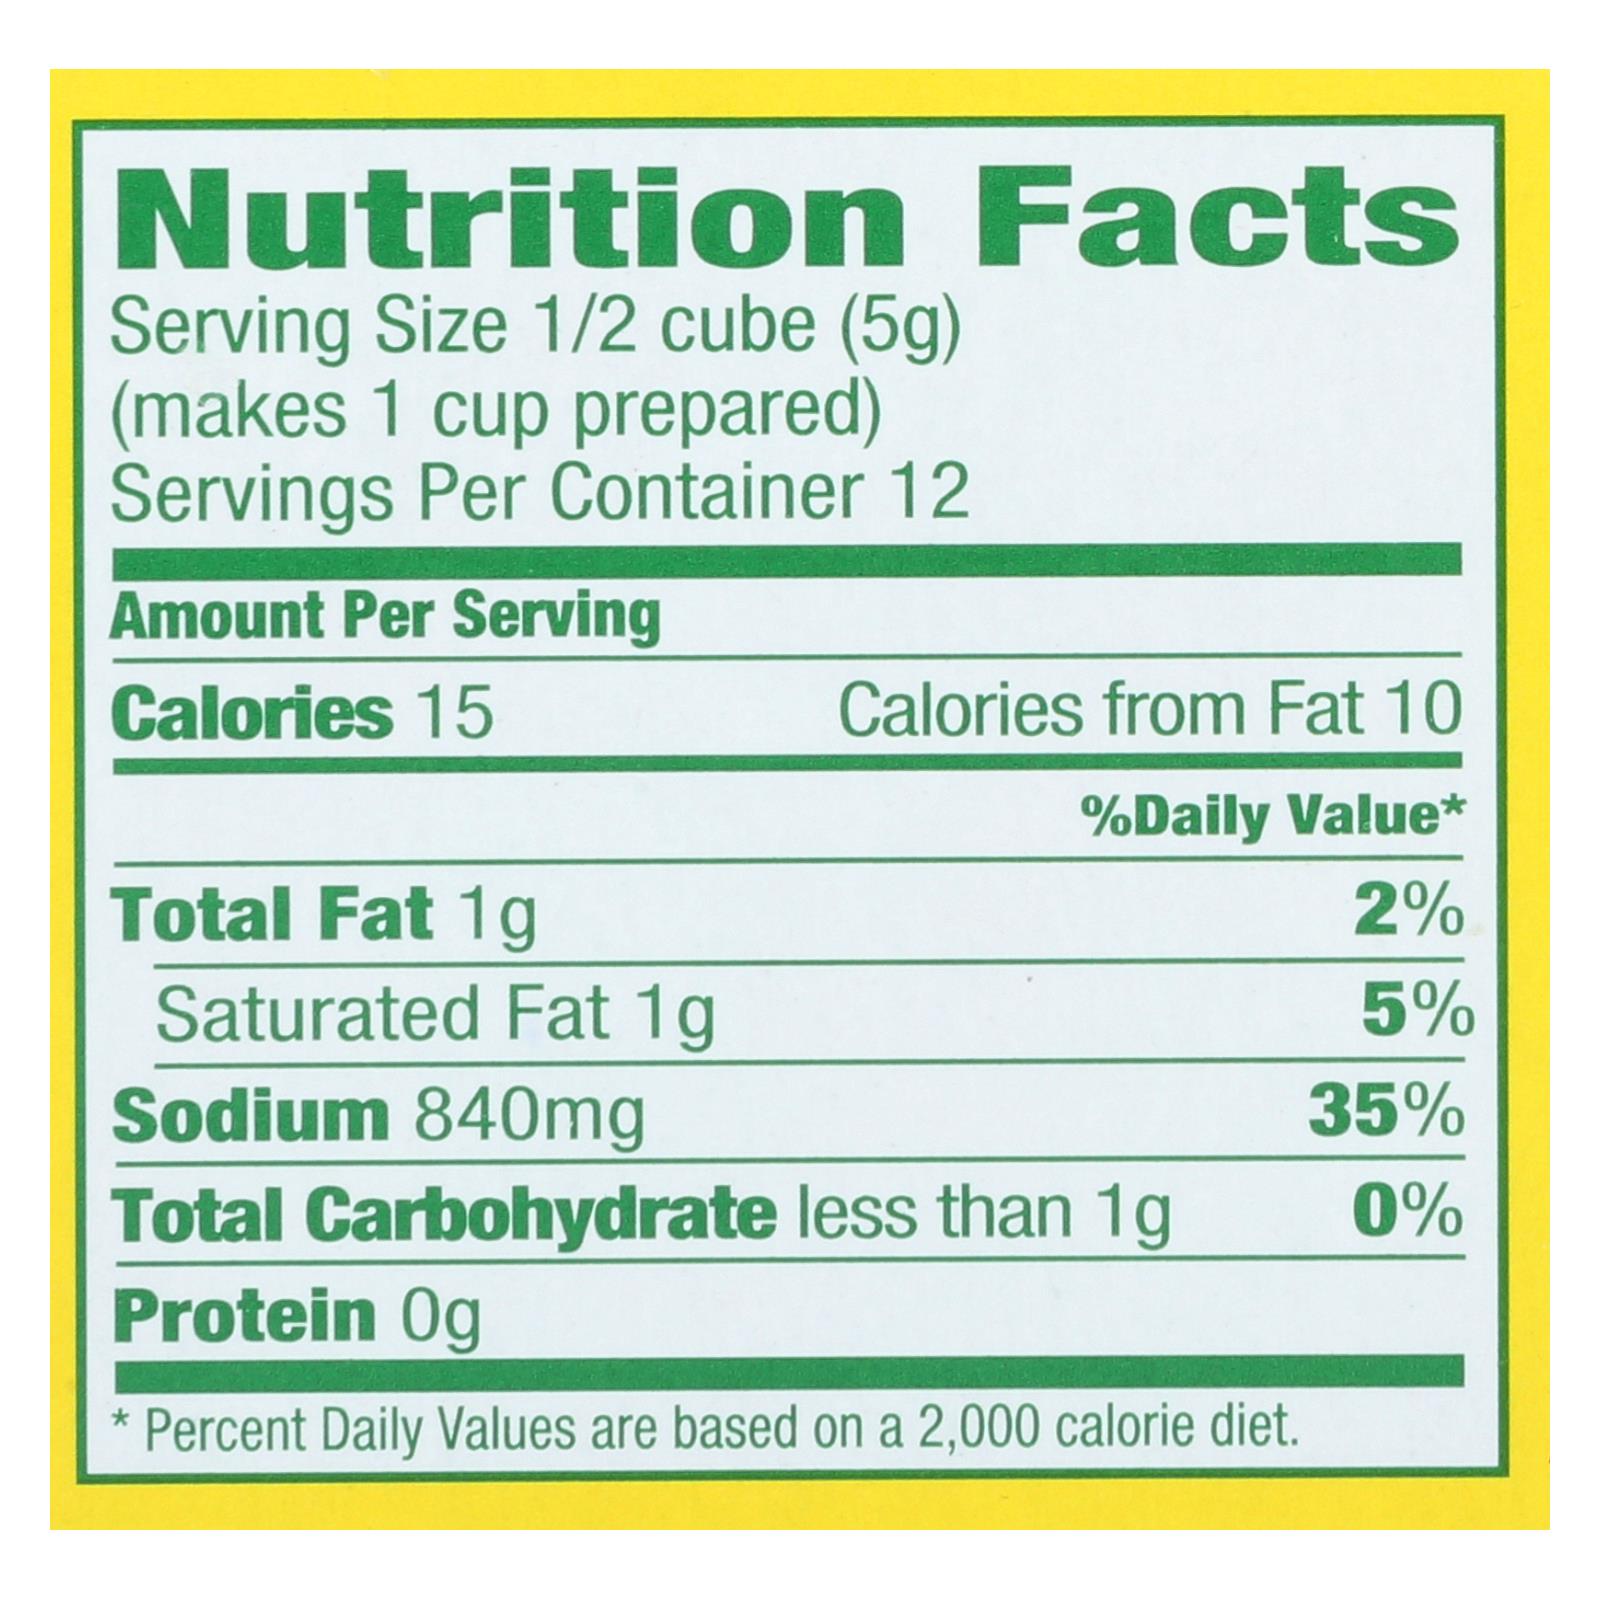 Nutrition Facts
Serving Size 1/2 cube (5g)
(makes 1 cup prepared)
Servings Per Container 12
Amount Per Serving
Calories 15 Calories from Fat 10
%Daily Value*
Total Fat 1g 2%
Saturated Fat 1g 5%
Sodium 840mg 35%
Total Carbohydrate less than 1g 0%
Protein 0g
* Percent Daily Values are based on a 2,000 calorie diet.